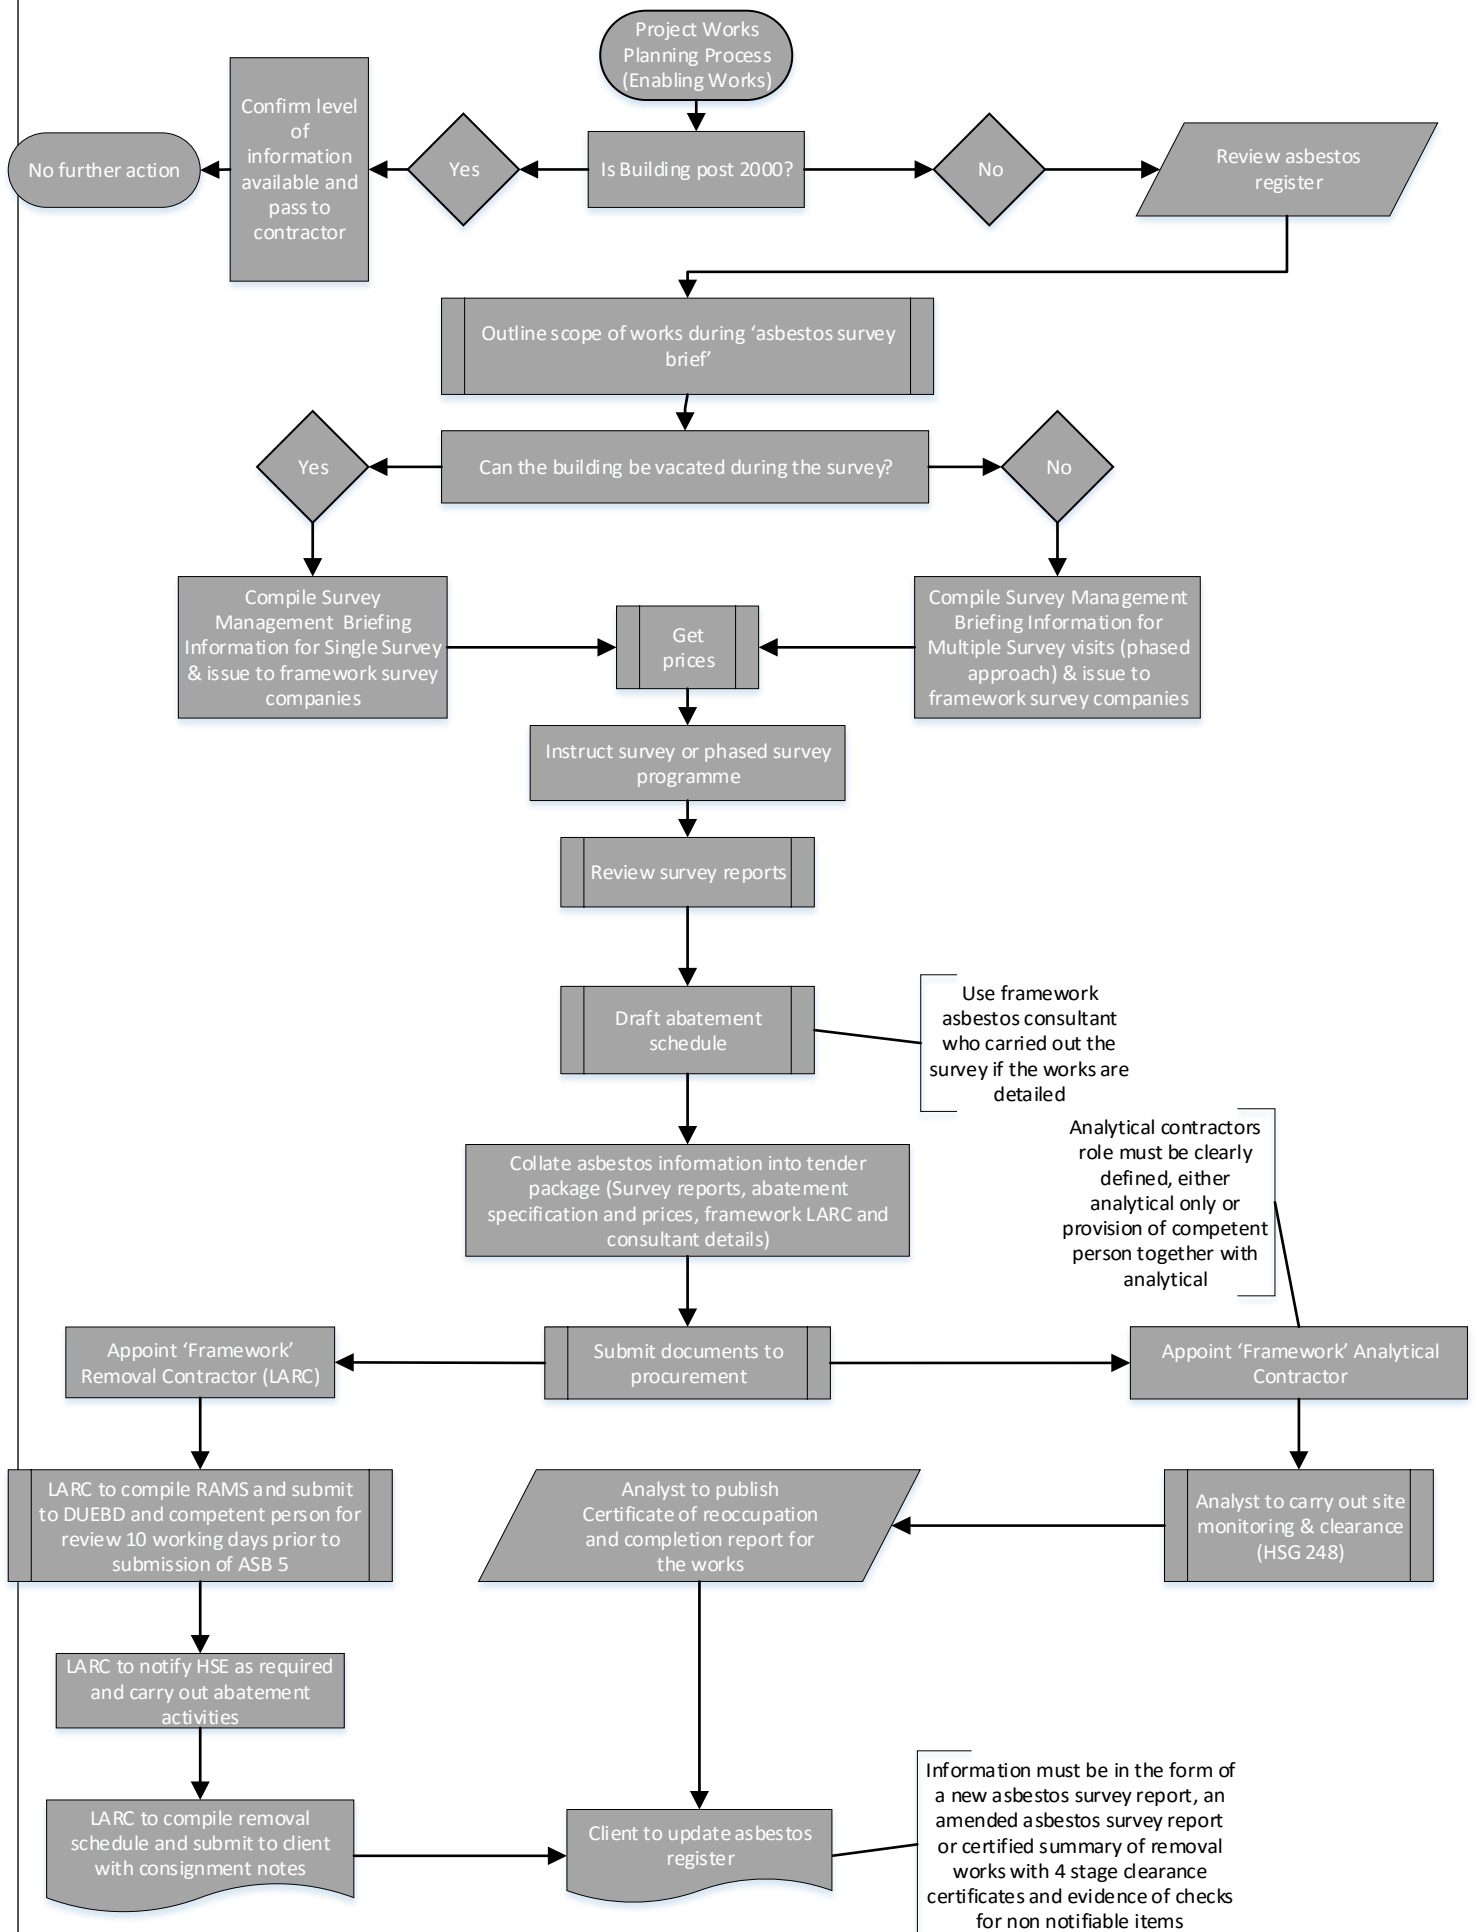 Project Works
Planning Process
(Enabling Works)
No further action
Confirm level
of
information
available and
pass to
contractor
Yes
Is Building post 2000?
No
Review asbestos
register
Outline scope of works during ‘asbestos survey
brief’
Yes
Can the building be vacated during the survey?
No
Compile Survey
Management Briefing
Information for Single Survey
& issue to framework survey
companies
Get
prices
Compile Survey Management
Briefing Information for
Multiple Survey visits (phased
approach) & issue to
framework survey companies
Instruct survey or phased survey
programme
Review survey reports
Draft abatement
schedule
Use framework
asbestos consultant
who carried out the
survey if the works are
detailed
Collate asbestos information into tender
package (Survey reports, abatement
specification and prices, framework LARC and
consultant details)
Analytical contractors
role must be clearly
defined, either
analytical only or
provision of competent
person together with
analytical
Appoint ‘Framework’
Removal Contractor (LARC)
Submit documents to
procurement
Appoint ‘Framework’ Analytical
Contractor
LARC to compile RAMS and submit
to DUEBD and competent person for
review 10 working days prior to
submission of ASB 5
Analyst to publish
Certificate of reoccupation
and completion report for
the works
Analyst to carry out site
monitoring & clearance
(HSG 248)
LARC to notify HSE as required
and carry out abatement
activities
LARC to compile removal
schedule and submit to client
with consignment notes
Client to update asbestos
register
Information must be in the form of
a new asbestos survey report, an
amended asbestos survey report
or certified summary of removal
works with 4 stage clearance
certificates and evidence of checks
for non notifiable items